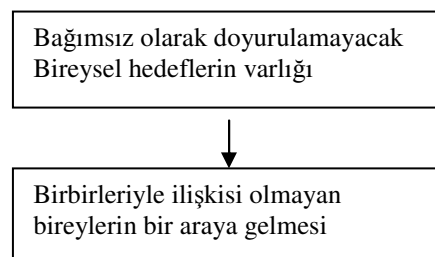 Bağımsız olarak doyurulamayacak
Bireysel hedeflerin varlığı
Birbirleriyle ilişkisi olmayan
bireylerin bir araya gelmesi